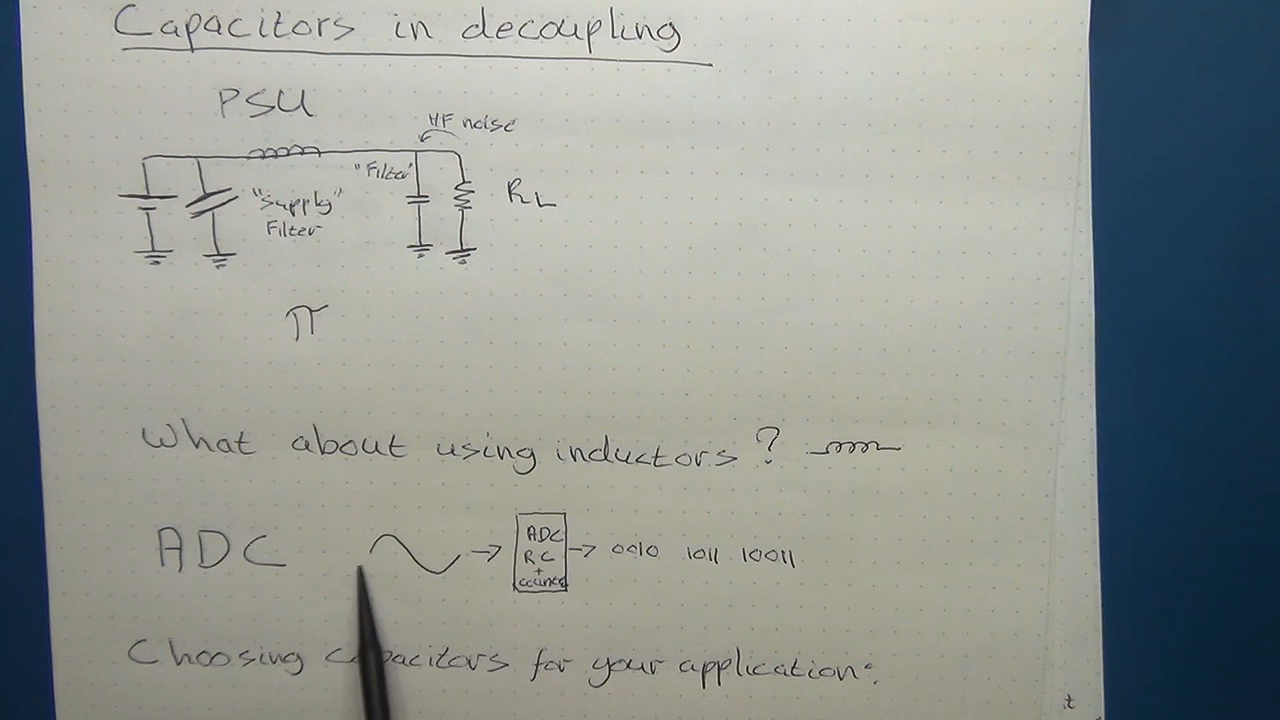 Capacitors in decoupling
PSU
HF noise
"Filter"
"Supply"
Filter
RL
π
What about using inductors?
ADC
ADC
RC
+
counter
0010 1011 10011
Choosing capacitors for your application:
.t